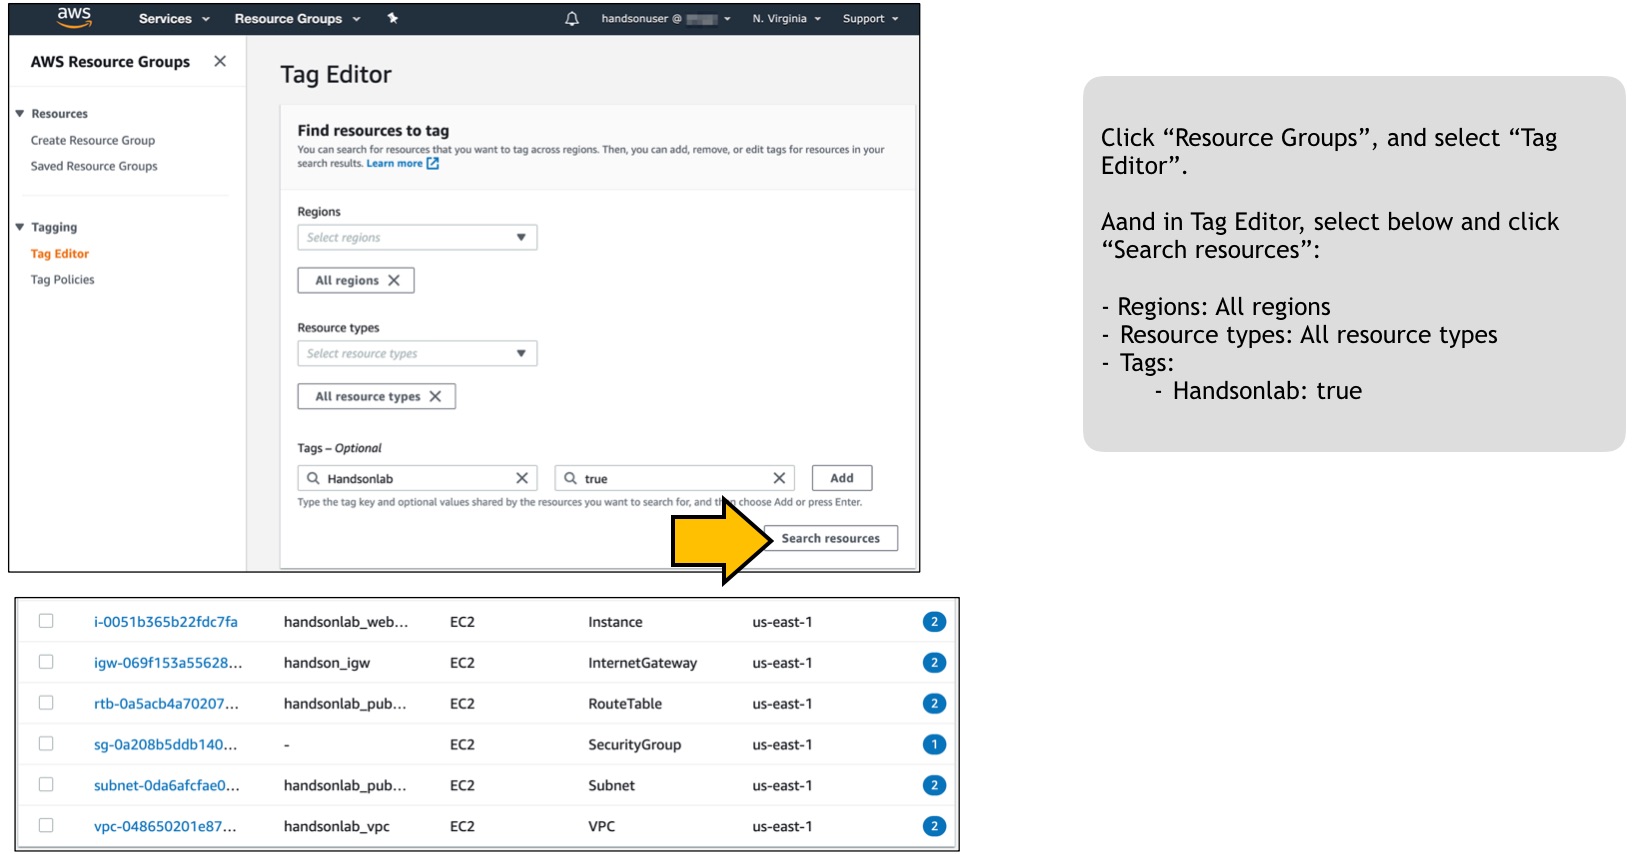 aws Services Resource Groups handsonuser @ N. Virginia Support
AWS Resource Groups
Resources
Create Resource Group
Saved Resource Groups
Tagging
Tag Editor
Tag Policies
Tag Editor
Find resources to tag
You can search for resources that you want to tag across regions. Then, you can add, remove, or edit tags for resources in your
search results. Learn more
Regions
Select regions
All regions
Resource types
Select resource types
All resource types
Tags – Optional
Handsonlab true Add
Type the tag key and optional values shared by the resources you want to search for, and then choose Add or press Enter.
Search resources
i-0051b365b22fdc7fa handsonlab_web... EC2 Instance us-east-1 2
igw-069f153a55628... handson_igw EC2 InternetGateway us-east-1 2
rtb-0a5acb4a70207... handsonlab_pub... EC2 RouteTable us-east-1 2
sg-0a208b5ddb140... - EC2 SecurityGroup us-east-1 1
subnet-0da6afcfae0... handsonlab_pub... EC2 Subnet us-east-1 2
vpc-048650201e87... handsonlab_vpc EC2 VPC us-east-1 2
Click “Resource Groups”, and select “Tag
Editor”.
Aand in Tag Editor, select below and click
“Search resources”:
- Regions: All regions
- Resource types: All resource types
- Tags:
- Handsonlab: true